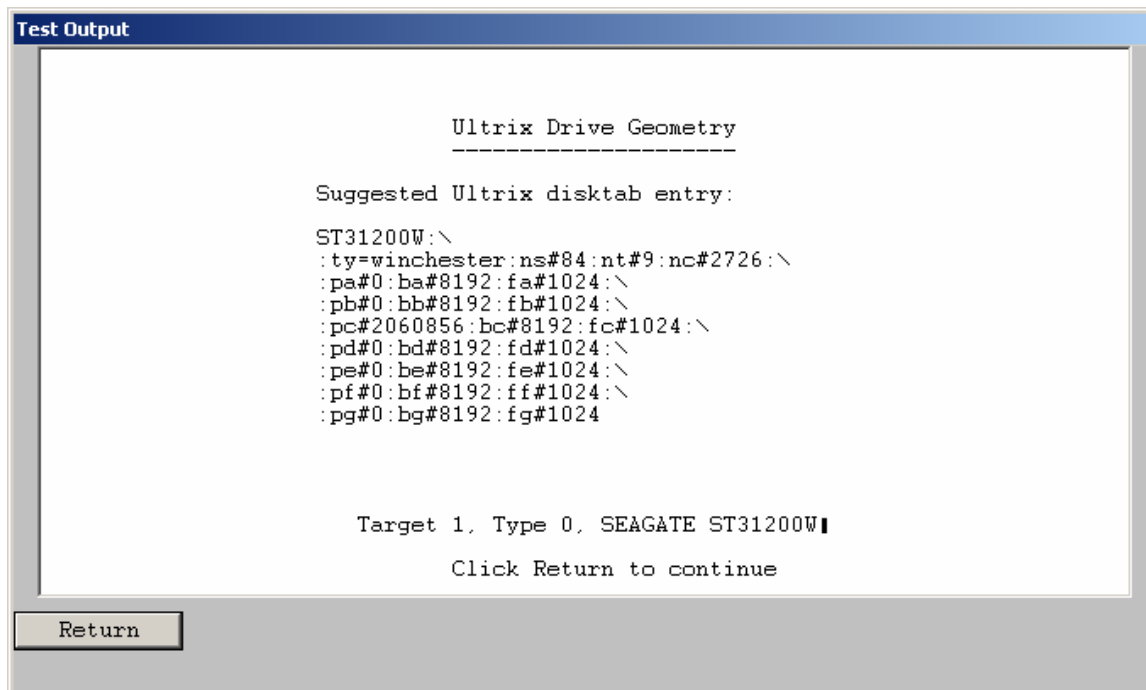 Test Output
Ultrix Drive Geometry
---------------------
Suggested Ultrix disktab entry:
ST31200W:\
:ty=winchester:ns#84:nt#9:nc#2726:\
:pa#0:ba#8192:fa#1024:\
:pb#0:bb#8192:fb#1024:\
:pc#2060856:bc#8192:fc#1024:\
:pd#0:bd#8192:fd#1024:\
:pe#0:be#8192:fe#1024:\
:pf#0:bf#8192:ff#1024:\
:pg#0:bg#8192:fg#1024
Target 1, Type 0, SEAGATE ST31200W
Click Return to continue
Return